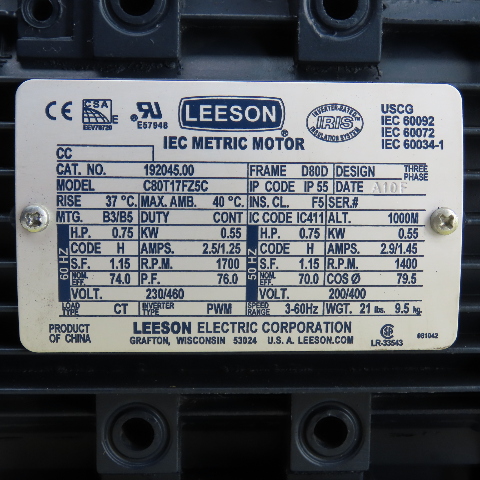 CE CSA E EEV78720 UR E57948 LEESON INVERTER-RATED IRIS INSULATION SYSTEM USCG
IEC 60092
IEC 60072
IEC 60034-1
IEC METRIC MOTOR®
CC
CAT. NO. 192045.00 FRAME D80D DESIGN THREE PHASE
MODEL C80T17FZ5C IP CODE IP 55 DATE A10F
RISE 37 °C. MAX. AMB. 40 °C. INS. CL. F5 SER.#
MTG. B3/B5 DUTY CONT IC CODE IC411 ALT. 1000M
60 HZ H.P. 0.75 KW 0.55 50 HZ H.P. 0.75 KW 0.55
CODE H AMPS. 2.5/1.25 CODE H AMPS. 2.9/1.45
S.F. 1.15 R.P.M. 1700 S.F. 1.15 R.P.M. 1400
NOM. EFF. 74.0 P.F. 76.0 NOM. EFF. 70.0 COS Ø 79.5
VOLT. 230/460 VOLT. 200/400
LOAD TYPE CT INVERTER TYPE PWM SPEED RANGE 3-60Hz WGT. 21 lbs. 9.5 kg.
PRODUCT OF CHINA LEESON ELECTRIC CORPORATION
GRAFTON, WISCONSIN 53024 U.S.A. LEESON.COM LR-33543 981042